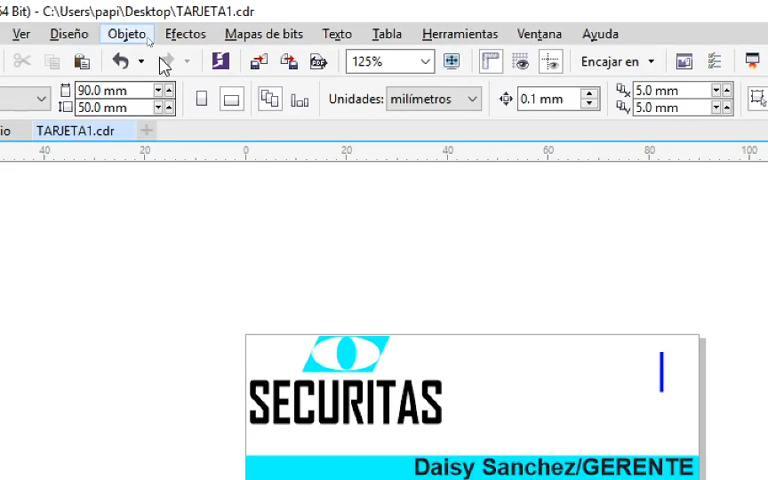 64 Bit) - C:\Users\papi\Desktop\TARJETA1.cdr
Ver Diseño Objeto Efectos Mapas de bits Texto Tabla Herramientas Ventana Ayuda
125% Encajar en
90.0 mm
50.0 mm
Unidades: milímetros
0.1 mm
5.0 mm
5.0 mm
io TARJETA1.cdr
40 20 0 20 40 60 80 100
SECURITAS
Daisy Sanchez/GERENTE